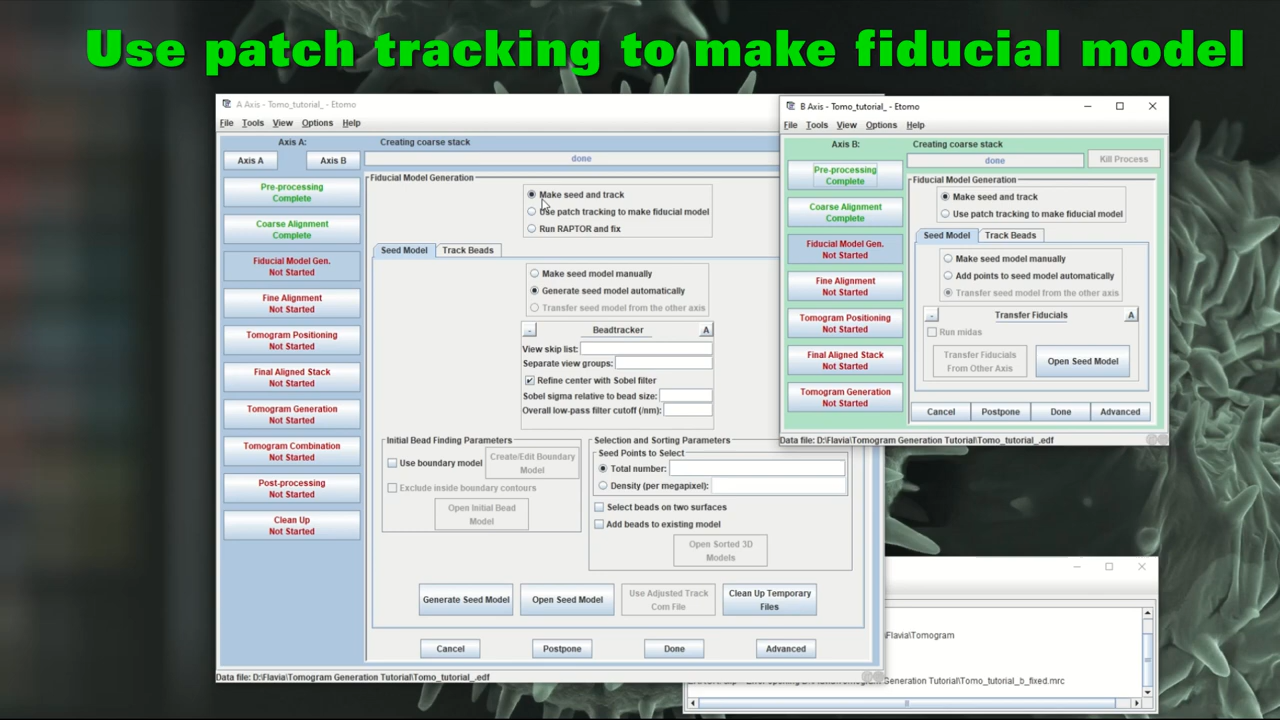 Use patch tracking to make fiducial model
A Axis - Tomo_tutorial_ - Etomo
File Tools View Options Help
Axis A:
Axis A Axis B
Creating coarse stack
done
Pre-processing
Complete
Coarse Alignment
Complete
Fiducial Model Gen.
Not Started
Fine Alignment
Not Started
Tomogram Positioning
Not Started
Final Aligned Stack
Not Started
Tomogram Generation
Not Started
Tomogram Combination
Not Started
Post-processing
Not Started
Clean Up
Not Started
Fiducial Model Generation
Make seed and track
Use patch tracking to make fiducial model
Run RAPTOR and fix
Seed Model Track Beads
Make seed model manually
Generate seed model automatically
Transfer seed model from the other axis
- Beadtracker A
View skip list:
Separate view groups:
Refine center with Sobel filter
Sobel sigma relative to bead size:
Overall low-pass filter cutoff (/nm):
Initial Bead Finding Parameters
Use boundary model
Create/Edit Boundary
Model
Exclude inside boundary contours
Open Initial Bead
Model
Selection and Sorting Parameters
Seed Points to Select
Total number:
Density (per megapixel):
Select beads on two surfaces
Add beads to existing model
Open Sorted 3D
Models
Generate Seed Model
Open Seed Model
Use Adjusted Track
Com File
Clean Up Temporary
Files
Cancel Postpone Done Advanced
Data file: D:\Flavia\Tomogram Generation Tutorial\Tomo_tutorial_.edf
B Axis - Tomo_tutorial_ - Etomo
File Tools View Options Help
Axis B:
Creating coarse stack
done
Kill Process
Pre-processing
Complete
Coarse Alignment
Complete
Fiducial Model Gen.
Not Started
Fine Alignment
Not Started
Tomogram Positioning
Not Started
Final Aligned Stack
Not Started
Tomogram Generation
Not Started
Fiducial Model Generation
Make seed and track
Use patch tracking to make fiducial model
Seed Model Track Beads
Make seed model manually
Add points to seed model automatically
Transfer seed model from the other axis
- Transfer Fiducials A
Run midas
Transfer Fiducials
From Other Axis
Open Seed Model
Cancel Postpone Done Advanced
Data file: D:\Flavia\Tomogram Generation Tutorial\Tomo_tutorial_.edf
Flavia\Tomogram
Generation Tutorial\Tomo_tutorial_b_fixed.mrc